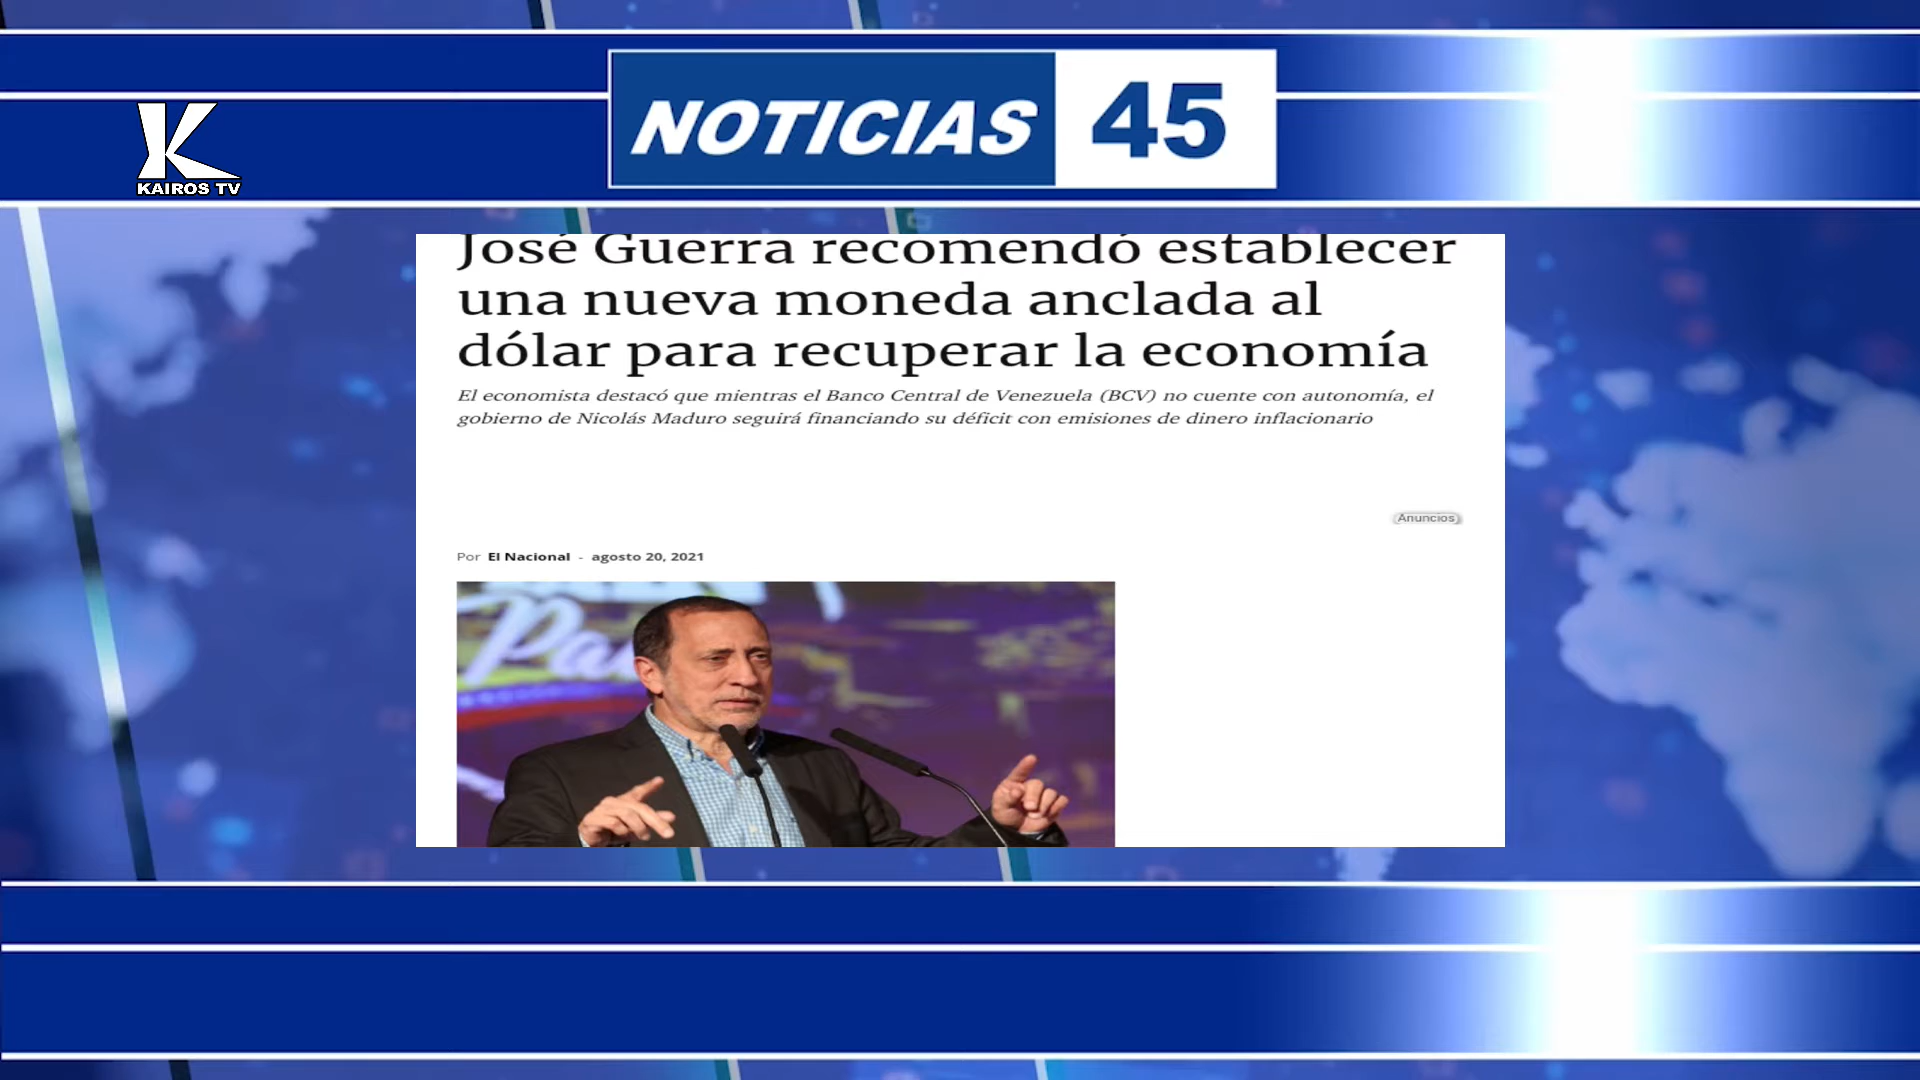 NOTICIAS 45
KAIROS TV
José Guerra recomendó establecer
una nueva moneda anclada al
dólar para recuperar la economía
El economista destacó que mientras el Banco Central de Venezuela (BCV) no cuente con autonomía, el
gobierno de Nicolás Maduro seguirá financiando su déficit con emisiones de dinero inflacionario
Anuncios
Por El Nacional - agosto 20, 2021